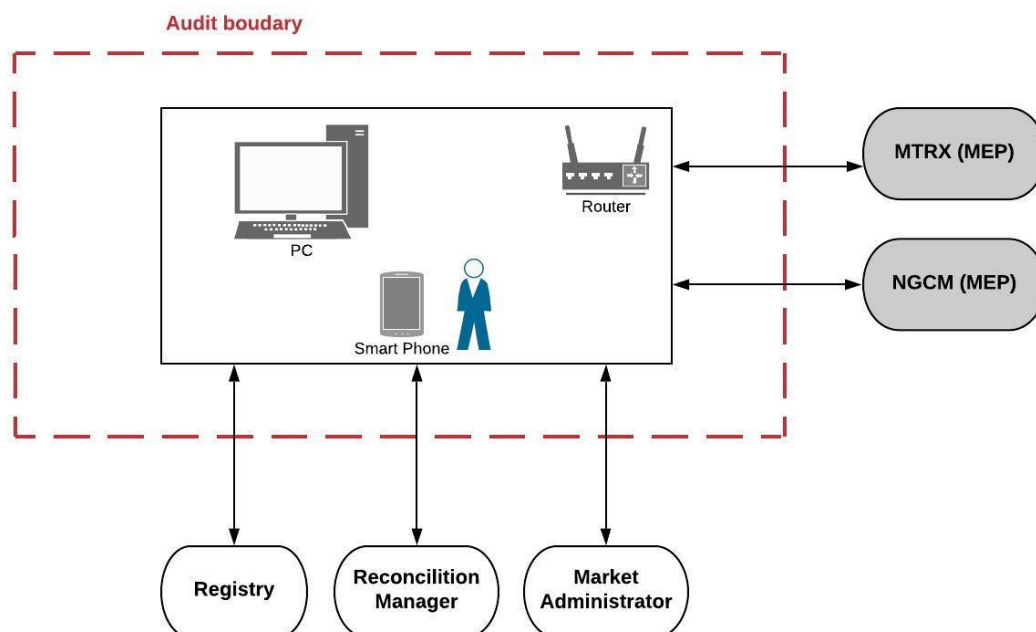 Audit boudary
MTRX (MEP)
Router
PC
NGCM (MEP)
Smart Phone
Registry
Reconcilition
Manager
Market
Administrator